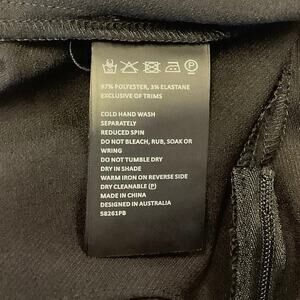 97% POLYESTER, 3% ELASTANE
EXCLUSIVE OF TRIMS
COLD HAND WASH
SEPARATELY
REDUCED SPIN
DO NOT BLEACH, RUB, SOAK OR
WRING
DO NOT TUMBLE DRY
DRY IN SHADE
WARM IRON ON REVERSE SIDE
DRY CLEANABLE (P)
MADE IN CHINA
DESIGNED IN AUSTRALIA
58261PB